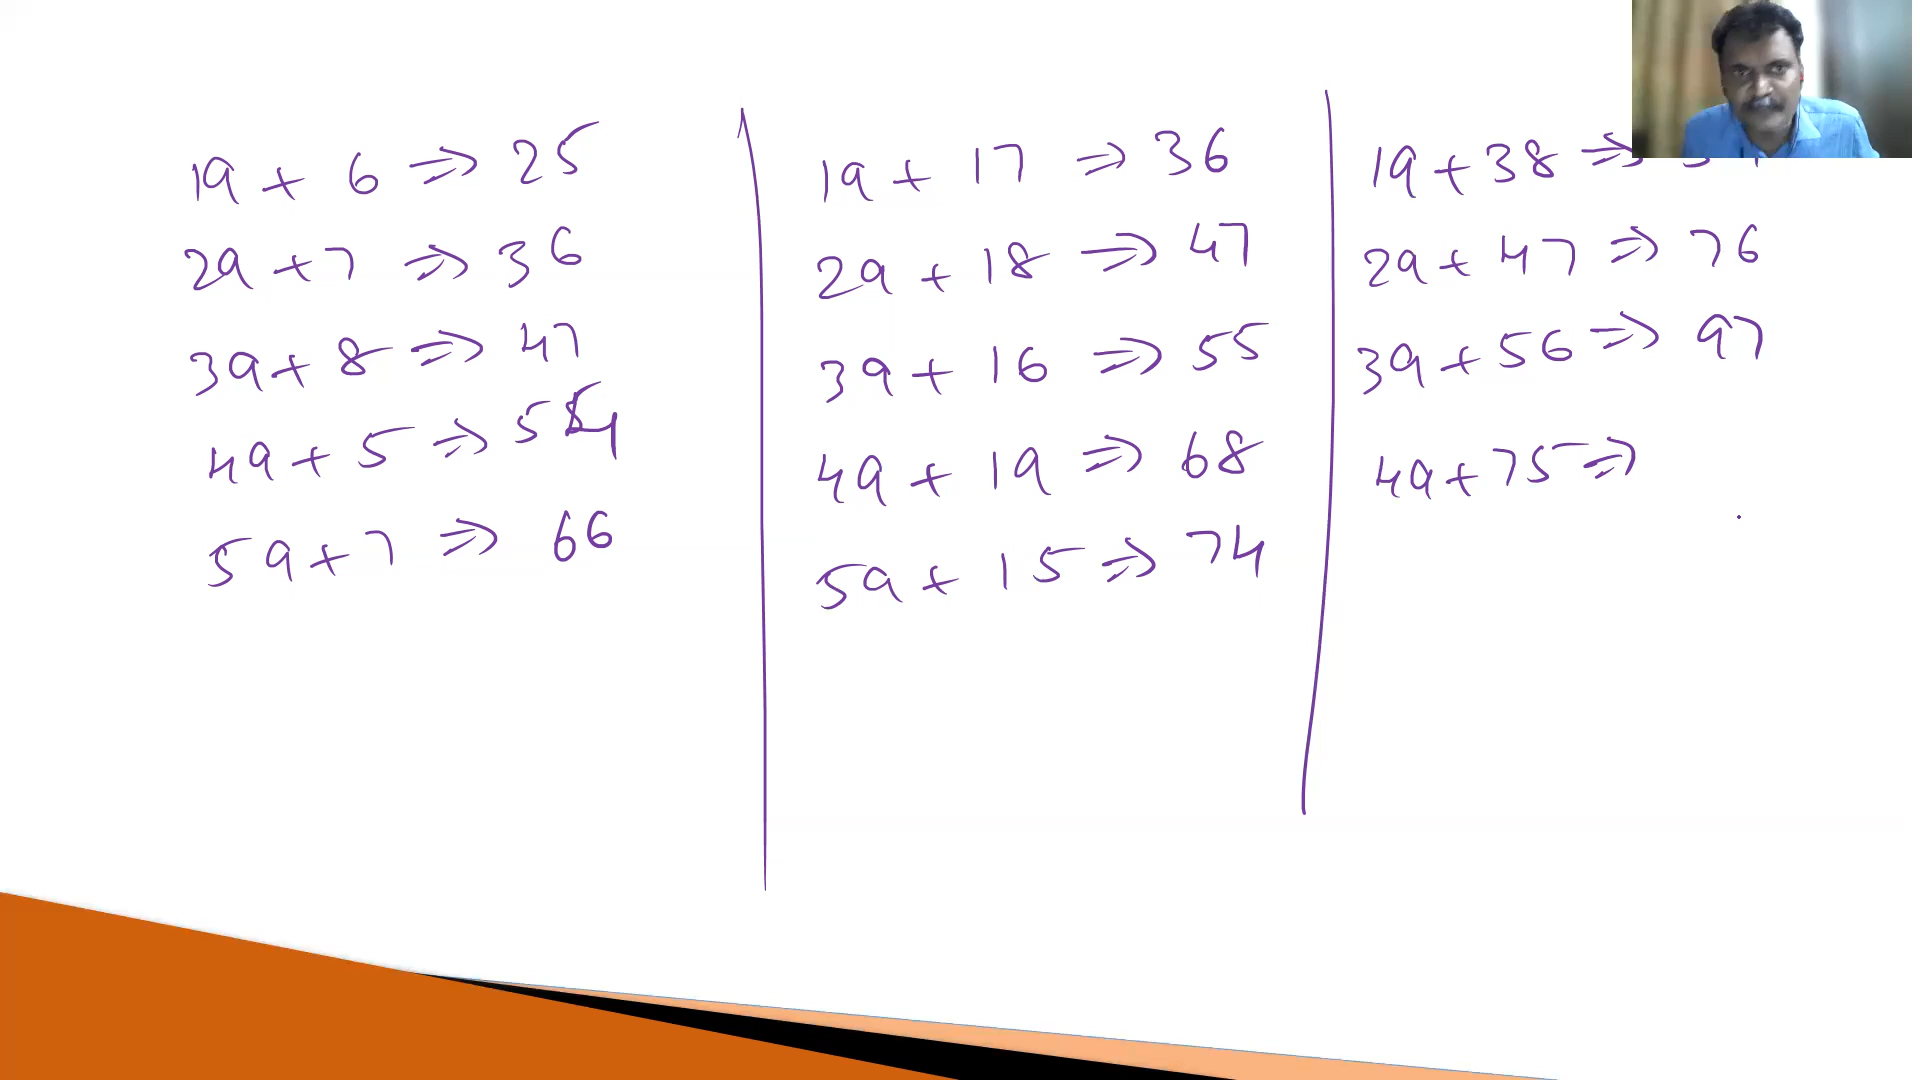 19 + 6 ⇒ 25
29 + 7 ⇒ 36
39 + 8 ⇒ 47
49 + 5 ⇒ 54
59 + 7 ⇒ 66
19 + 17 ⇒ 36
29 + 18 ⇒ 47
39 + 16 ⇒ 55
49 + 19 ⇒ 68
59 + 15 ⇒ 74
19 + 38 ⇒
29 + 47 ⇒ 76
39 + 56 ⇒ 97
49 + 75 ⇒